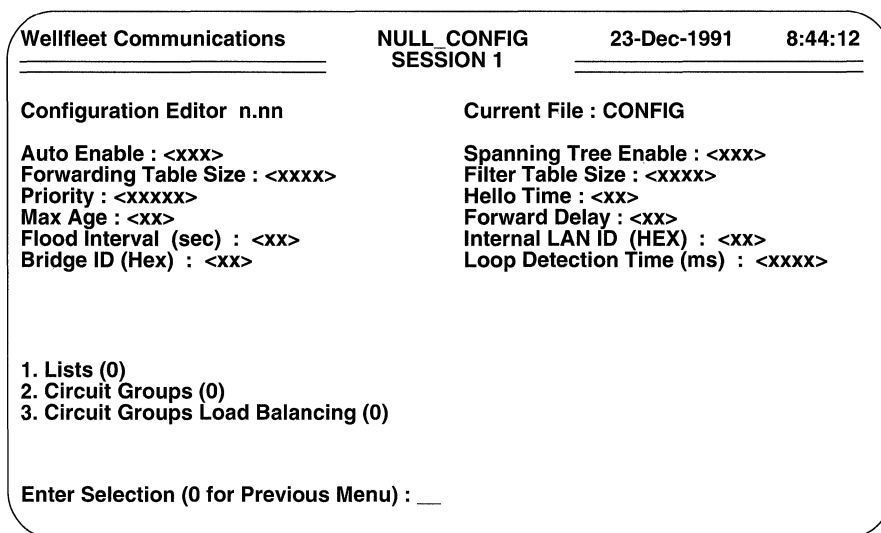 Wellfleet Communications NULL_CONFIG 23-Dec-1991 8:44:12
SESSION 1
Configuration Editor n.nn Current File : CONFIG
Auto Enable : <xxx> Spanning Tree Enable : <xxx>
Forwarding Table Size : <xxxx> Filter Table Size : <xxxx>
Priority : <xxxxx> Hello Time : <xx>
Max Age : <xx> Forward Delay : <xx>
Flood Interval (sec) : <xx> Internal LAN ID (HEX) : <xx>
Bridge ID (Hex) : <xx> Loop Detection Time (ms) : <xxxx>
1. Lists (0)
2. Circuit Groups (0)
3. Circuit Groups Load Balancing (0)
Enter Selection (0 for Previous Menu) : __